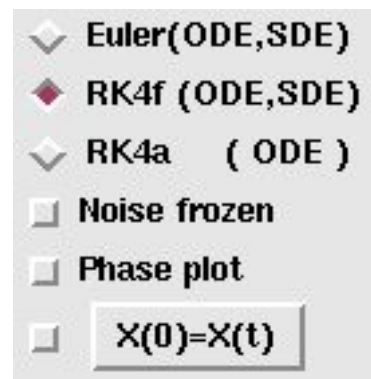 Euler(ODE,SDE)
RK4f (ODE,SDE)
RK4a ( ODE )
Noise frozen
Phase plot
X(0)=X(t)